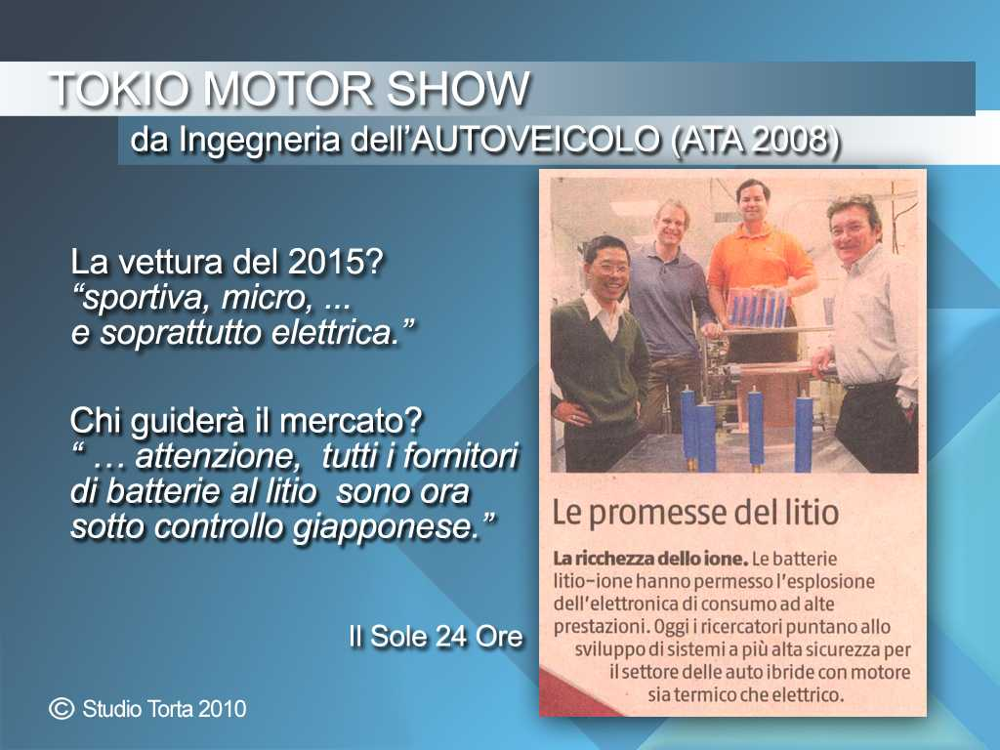 TOKIO MOTOR SHOW
da Ingegneria dell’AUTOVEICOLO (ATA 2008)
La vettura del 2015?
“sportiva, micro, ...
e soprattutto elettrica.”
Chi guiderà il mercato?
“ … attenzione, tutti i fornitori
di batterie al litio sono ora
sotto controllo giapponese.”
Il Sole 24 Ore
© Studio Torta 2010
Le promesse del litio
La ricchezza dello ione. Le batterie
litio-ione hanno permesso l’esplosione
dell’elettronica di consumo ad alte
prestazioni. Oggi i ricercatori puntano allo
sviluppo di sistemi a più alta sicurezza per
il settore delle auto ibride con motore
sia termico che elettrico.